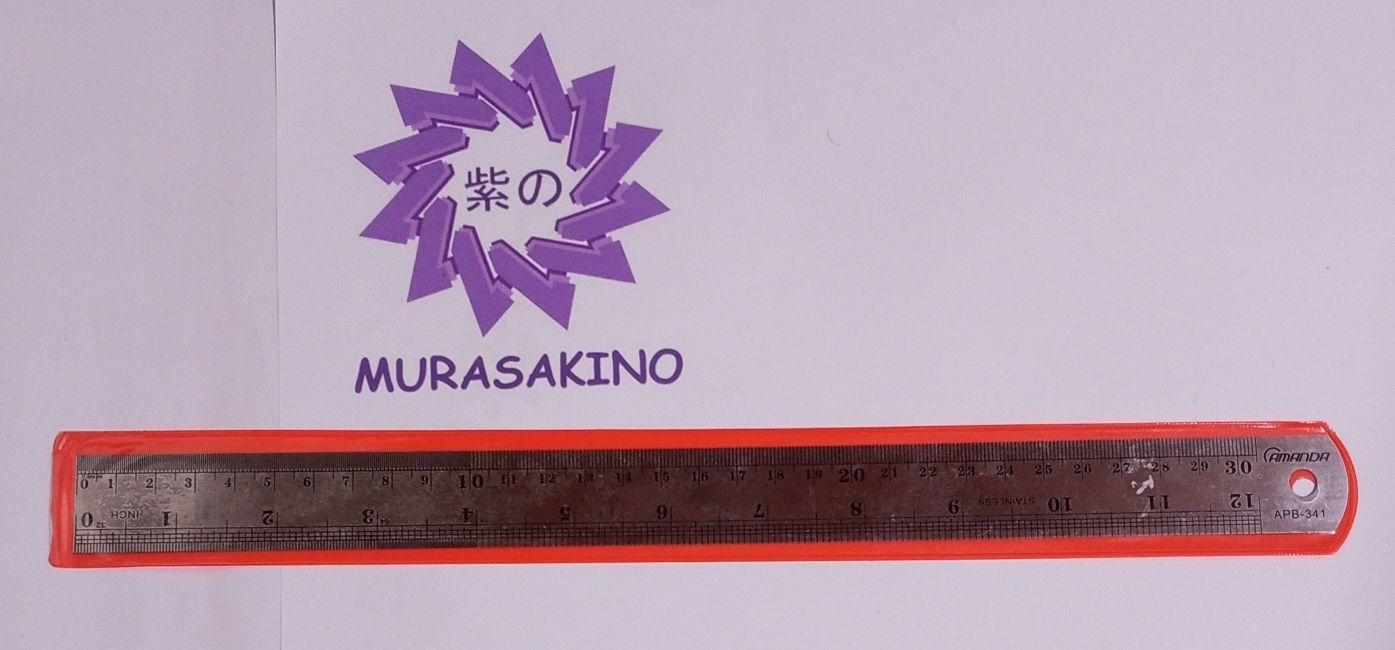 紫の
MURASAKINO
0 1 2 3 4 5 6 7 8 9 10 11 12 13 14 15 16 17 18 19 20 21 22 23 24 25 26 27 28 29 30
AMANDA
0 32 INCH 1 2 3 64 4 5 6 7 8 9 STAINLESS 10 11 12
APB-341